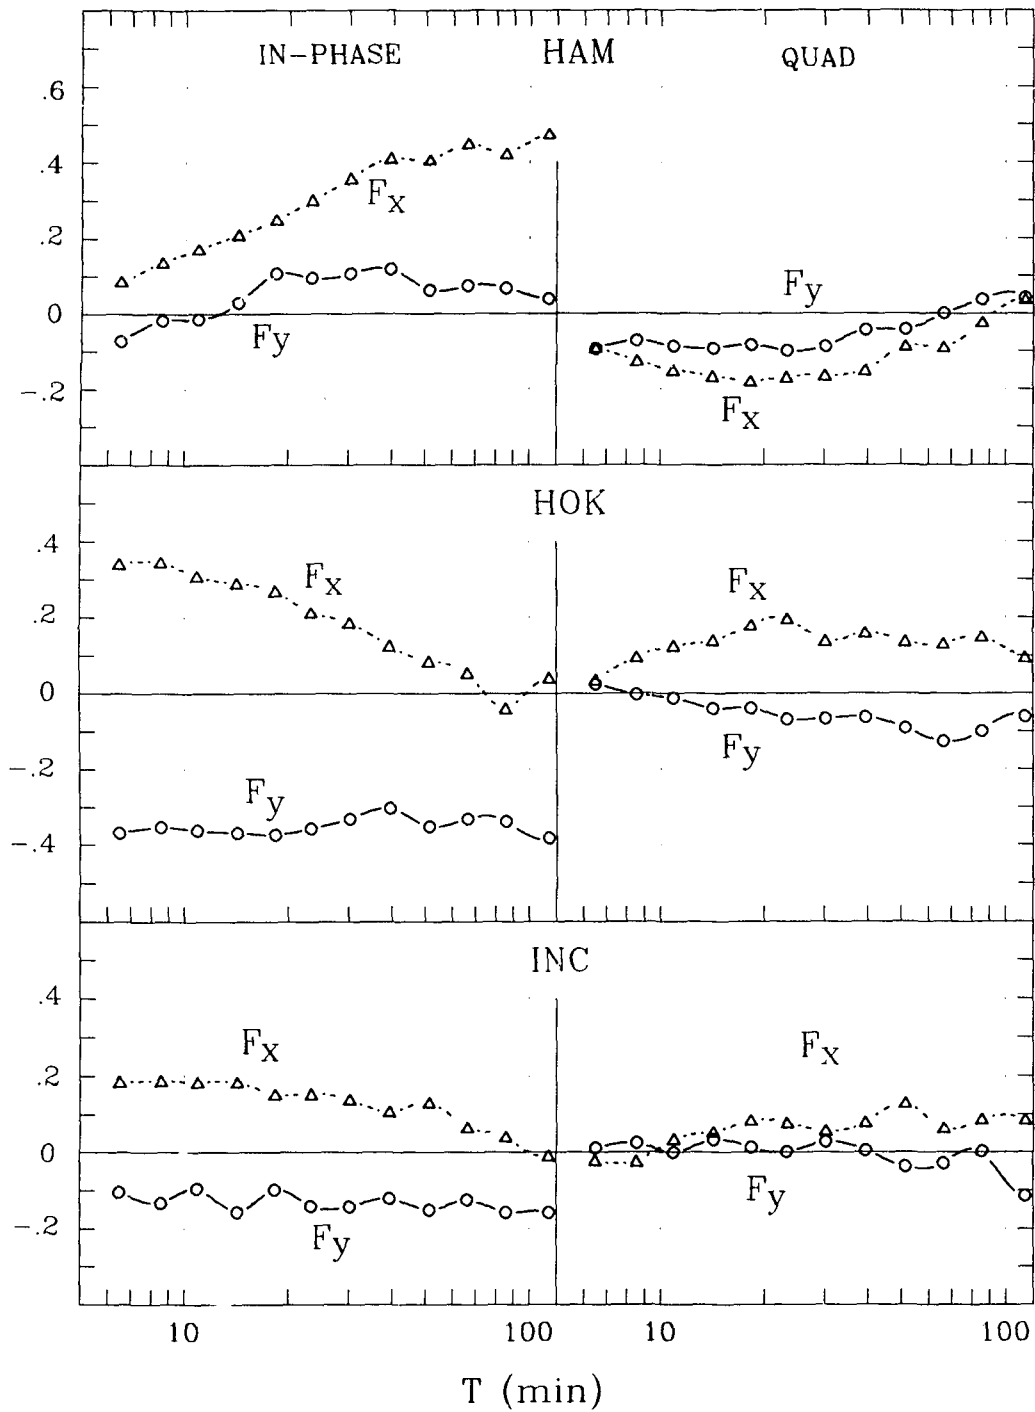 IN-PHASE HAM QUAD
.6
.4
Fx
.2
Fy
0
Fy
-.2
Fx
HOK
.4
Fx
Fx
.2
0
-.2
Fy
Fy
-.4
INC
.4
Fx
Fx
.2
0
Fy
-.2
Fy
10 100 10 100
T (min)